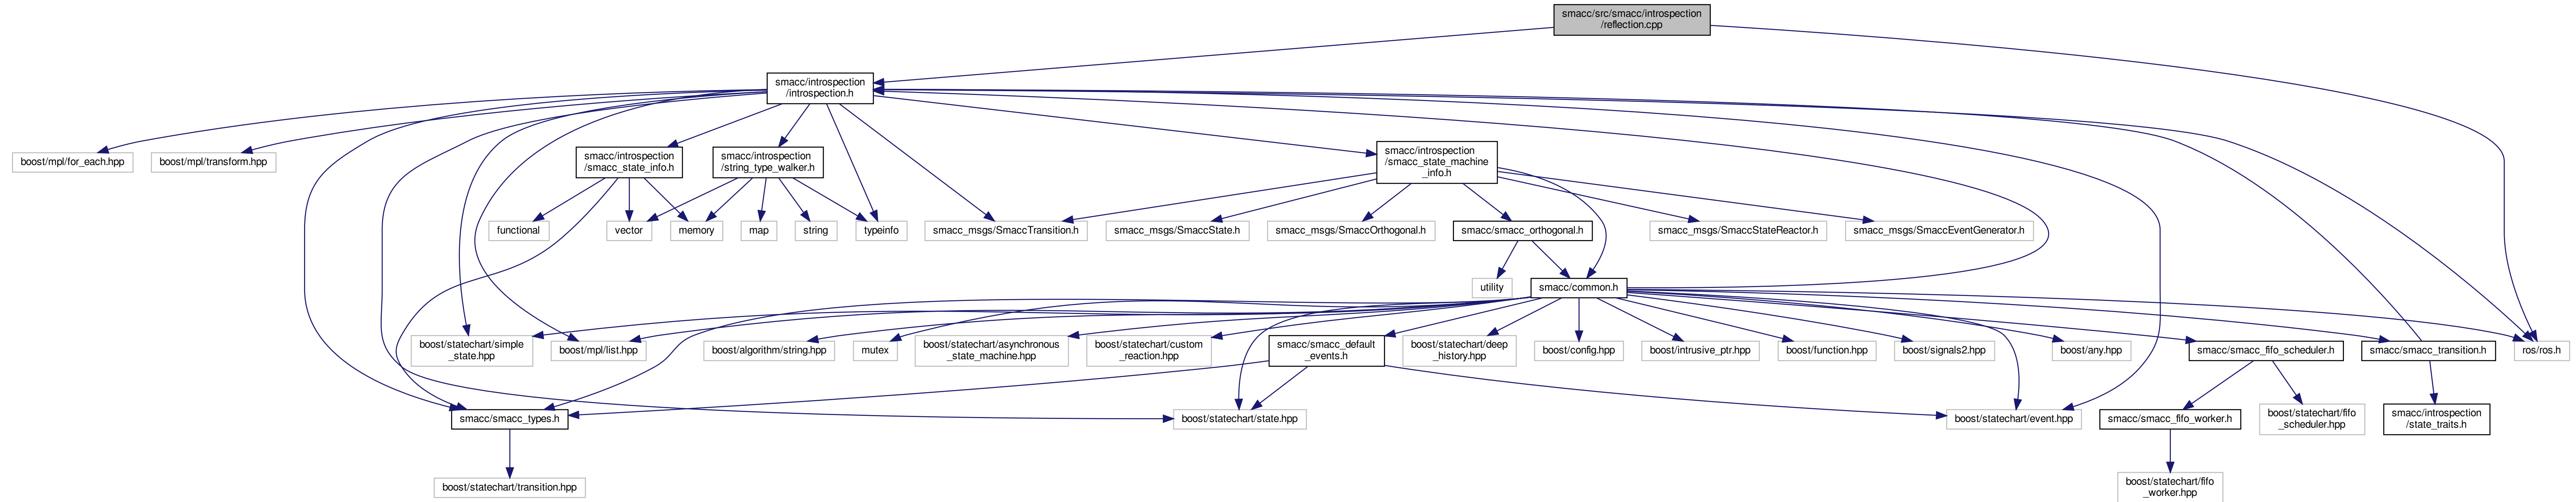 smacc/src/smacc/introspection
/reflection.cpp
smacc/introspection
/introspection.h
boost/mpl/for_each.hpp
boost/mpl/transform.hpp
smacc/introspection
/smacc_state_info.h
smacc/introspection
/string_type_walker.h
smacc/introspection
/smacc_state_machine
_info.h
functional
vector
memory
map
string
typeinfo
smacc_msgs/SmaccTransition.h
smacc_msgs/SmaccState.h
smacc_msgs/SmaccOrthogonal.h
smacc/smacc_orthogonal.h
smacc_msgs/SmaccStateReactor.h
smacc_msgs/SmaccEventGenerator.h
utility
smacc/common.h
boost/statechart/simple
_state.hpp
boost/mpl/list.hpp
boost/algorithm/string.hpp
mutex
boost/statechart/asynchronous
_state_machine.hpp
boost/statechart/custom
_reaction.hpp
smacc/smacc_default
_events.h
boost/statechart/deep
_history.hpp
boost/config.hpp
boost/intrusive_ptr.hpp
boost/function.hpp
boost/signals2.hpp
boost/any.hpp
smacc/smacc_fifo_scheduler.h
smacc/smacc_transition.h
ros/ros.h
smacc/smacc_types.h
boost/statechart/state.hpp
boost/statechart/event.hpp
smacc/smacc_fifo_worker.h
boost/statechart/fifo
_scheduler.hpp
smacc/introspection
/state_traits.h
boost/statechart/transition.hpp
boost/statechart/fifo
_worker.hpp